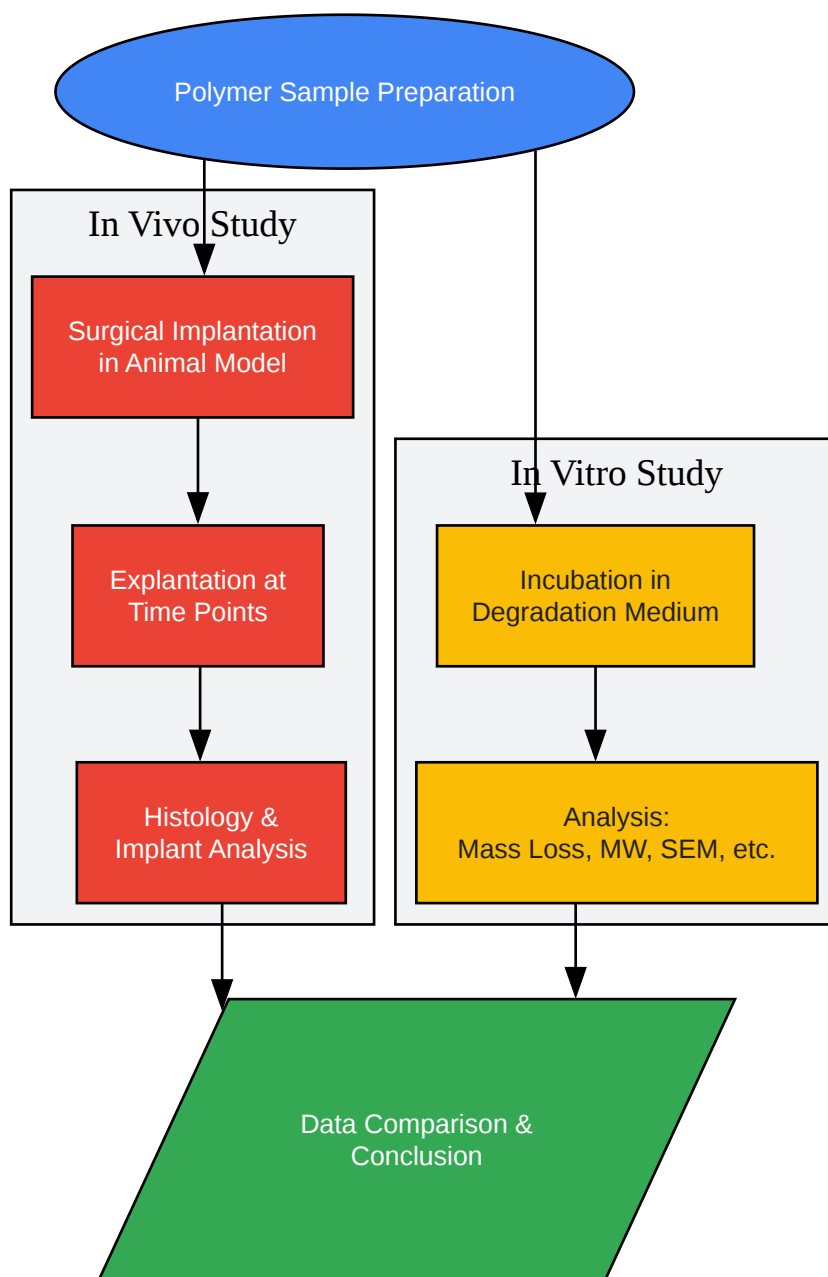 Polymer Sample Preparation
In Vivo Study
Surgical Implantation
in Animal Model
Explantation at
Time Points
Histology &
Implant Analysis
In Vitro Study
Incubation in
Degradation Medium
Analysis:
Mass Loss, MW, SEM, etc.
Data Comparison &
Conclusion